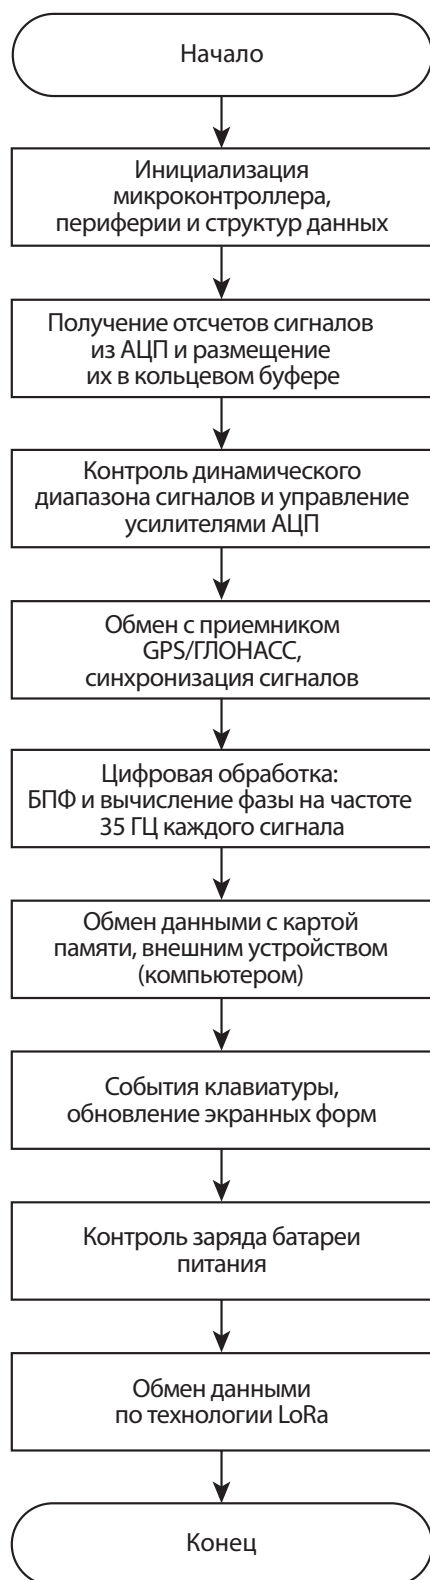 Начало
Инициализация
микроконтроллера,
периферии и структур данных
Получение отсчетов сигналов
из АЦП и размещение
их в кольцевом буфере
Контроль динамического
диапазона сигналов и управление
усилителями АЦП
Обмен с приемником
GPS/ГЛОНАСС,
синхронизация сигналов
Цифровая обработка:
БПФ и вычисление фазы на частоте
35 ГЦ каждого сигнала
Обмен данными с картой
памяти, внешним устройством
(компьютером)
События клавиатуры,
обновление экранных форм
Контроль заряда батареи
питания
Обмен данными
по технологии LoRa
Конец